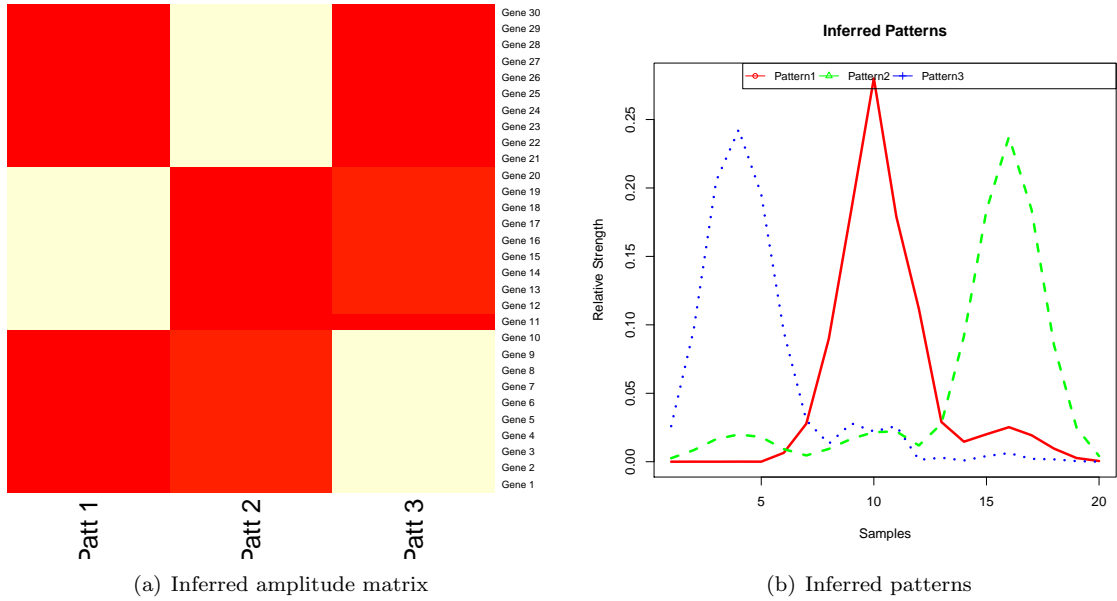 Gene 30
Gene 29
Gene 28
Gene 27
Gene 26
Gene 25
Gene 24
Gene 23
Gene 22
Gene 21
Gene 20
Gene 19
Gene 18
Gene 17
Gene 16
Gene 15
Gene 14
Gene 13
Gene 12
Gene 11
Gene 10
Gene 9
Gene 8
Gene 7
Gene 6
Gene 5
Gene 4
Gene 3
Gene 2
Gene 1
Patt 1
Patt 2
Patt 3
(a) Inferred amplitude matrix
Inferred Patterns
Pattern1 Pattern2 Pattern3
Relative Strength
0.25
0.20
0.15
0.10
0.05
0.00
5 10 15 20
Samples
(b) Inferred patterns